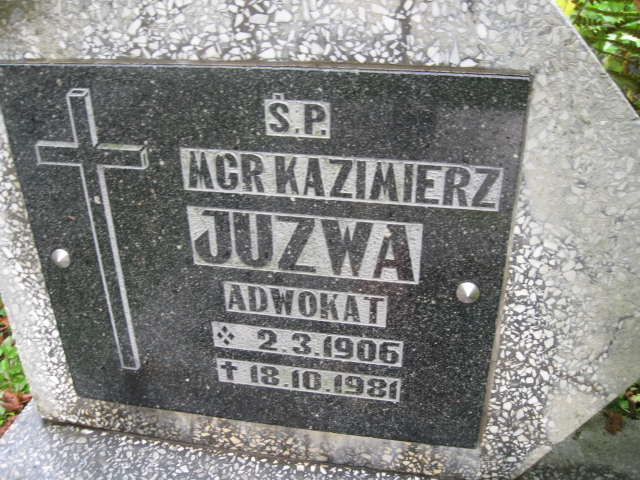 Ś.P.
MGR KAZIMIERZ
JUZWA
ADWOKAT
2.3.1906
✝ 18.10.1981